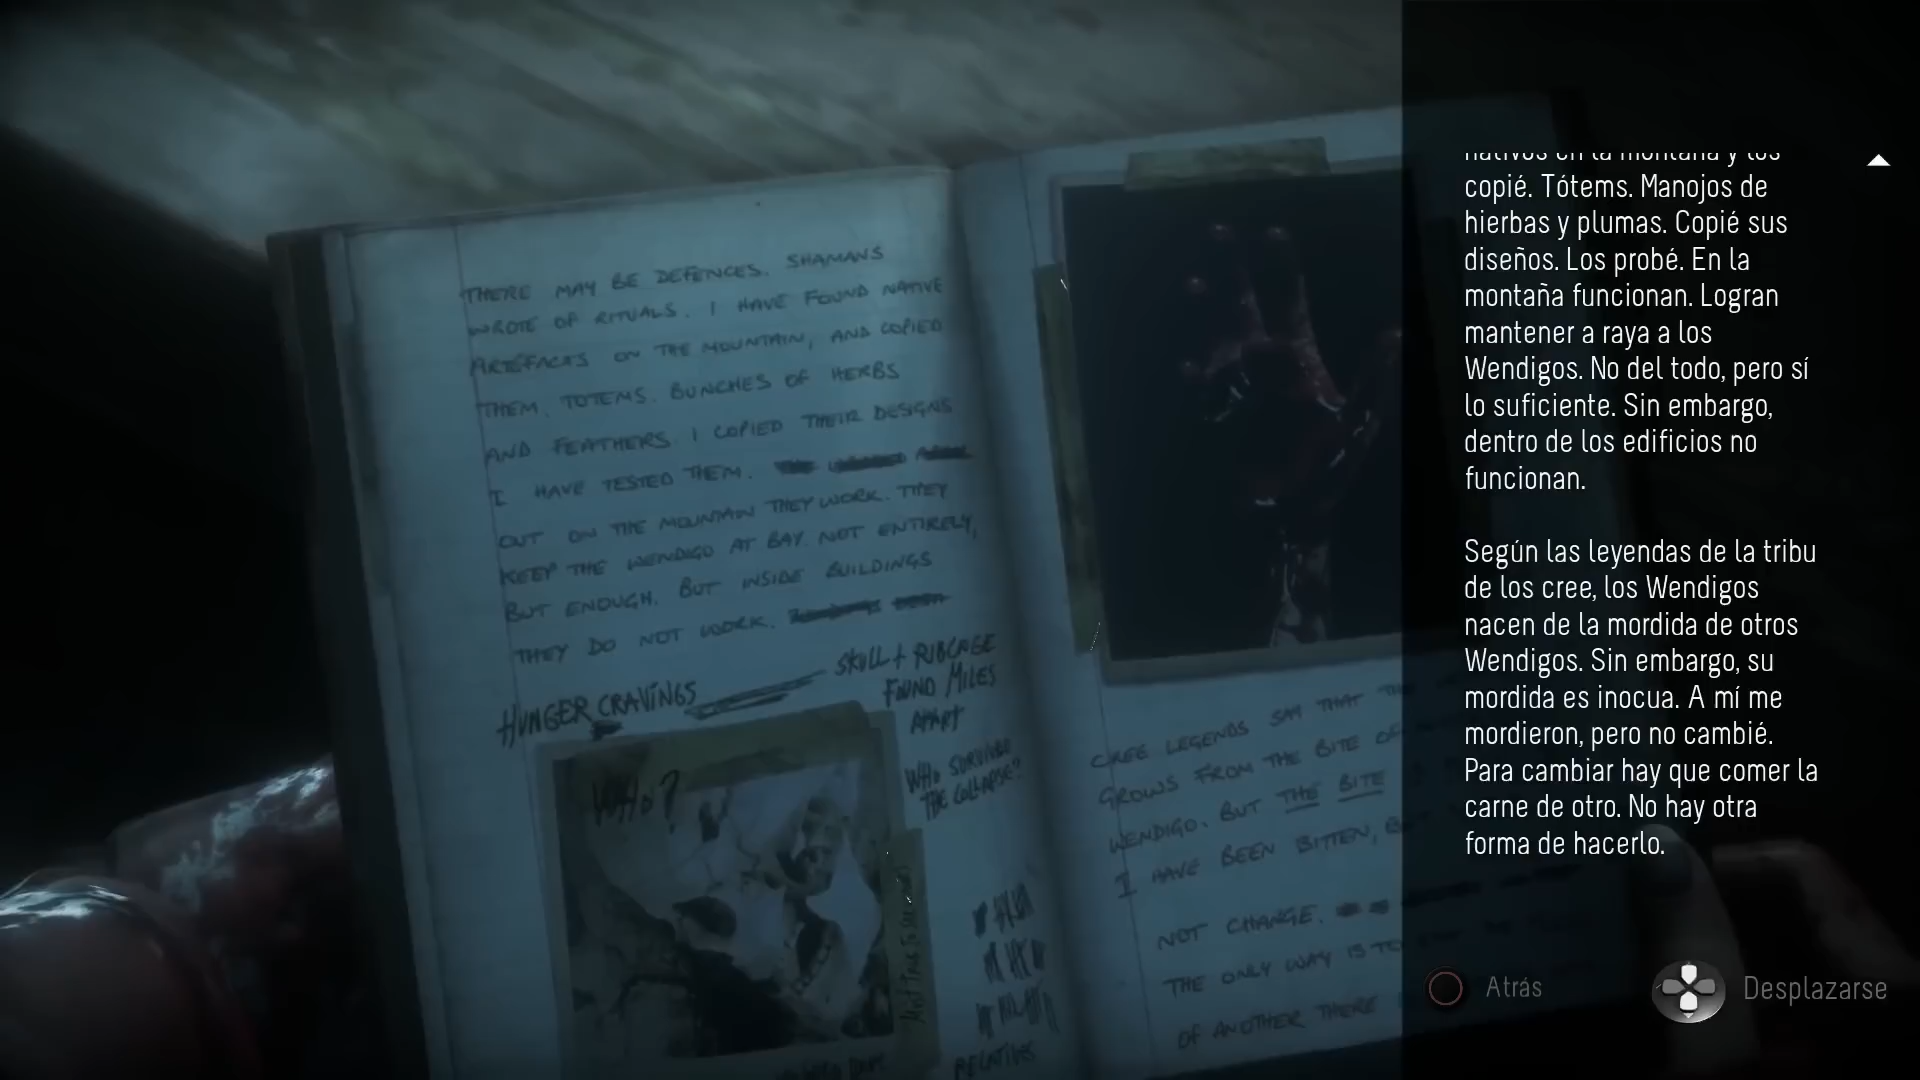 THERE MAY BE DEFENCES. SHAMANS
WROTE OF RITUALS. I HAVE FOUND NATIVE
ARTEFACTS ON THE MOUNTAIN, AND COPIED
THEM. TOTEMS. BUNCHES OF HERBS
AND FEATHERS. I COPIED THEIR DESIGNS
I HAVE TESTED THEM.
OUT ON THE MOUNTAIN THEY WORK. THEY
KEEP THE WENDIGO AT BAY. NOT ENTIRELY,
BUT ENOUGH. BUT INSIDE BUILDINGS
THEY DO NOT WORK.
HUNGER CRAVINGS
SKULL + RIBCAGE
FOUND MILES
APART
WHO?
WHO SURVIVED
THE COLLAPSE?
RELATIVES
CREE LEGENDS SAY THAT THE
GROWS FROM THE BITE OF
WENDIGO. BUT THE BITE
I HAVE BEEN BITTEN,
NOT CHANGE.
THE ONLY WAY IS TO
OF ANOTHER THERE
nativos en la montaña y los
copié. Tótems. Manojos de
hierbas y plumas. Copié sus
diseños. Los probé. En la
montaña funcionan. Logran
mantener a raya a los
Wendigos. No del todo, pero sí
lo suficiente. Sin embargo,
dentro de los edificios no
funcionan.
Según las leyendas de la tribu
de los cree, los Wendigos
nacen de la mordida de otros
Wendigos. Sin embargo, su
mordida es inocua. A mí me
mordieron, pero no cambié.
Para cambiar hay que comer la
carne de otro. No hay otra
forma de hacerlo.
Atrás
Desplazarse